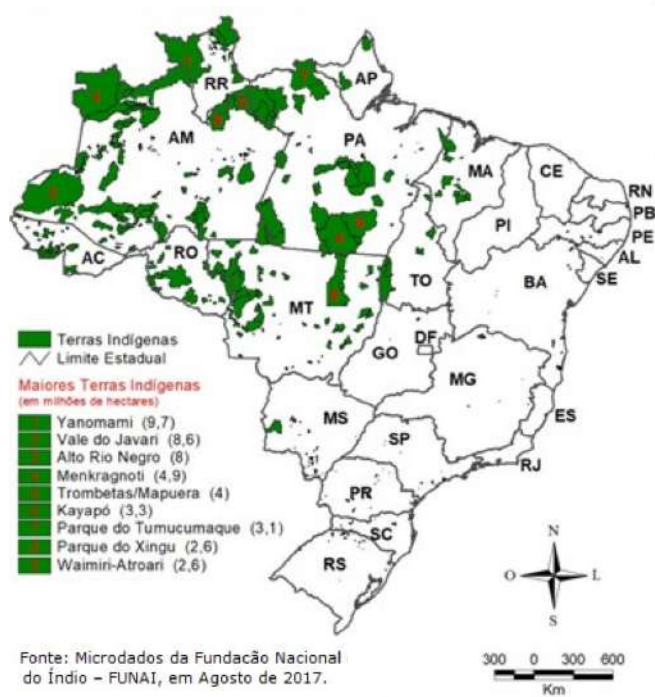 RR
AP
AM
PA
MA
CE
RN
PB
PE
AL
SE
PI
AC
RO
TO
BA
MT
DF
GO
MG
ES
MS
SP
RJ
PR
SC
RS
Terras Indígenas
Limite Estadual
Maiores Terras Indígenas
(em milhões de hectares)
Yanomami (9,7)
Vale do Javari (8,6)
Alto Rio Negro (8)
Menkragnoti (4,9)
Trombetas/Mapuera (4)
Kayapó (3,3)
Parque do Tumucumaque (3,1)
Parque do Xingu (2,6)
Waimiri-Atroari (2,6)
N
O
L
S
Fonte: Microdados da Fundacão Nacional
do Índio – FUNAI, em Agosto de 2017.
300 0 300 600
Km